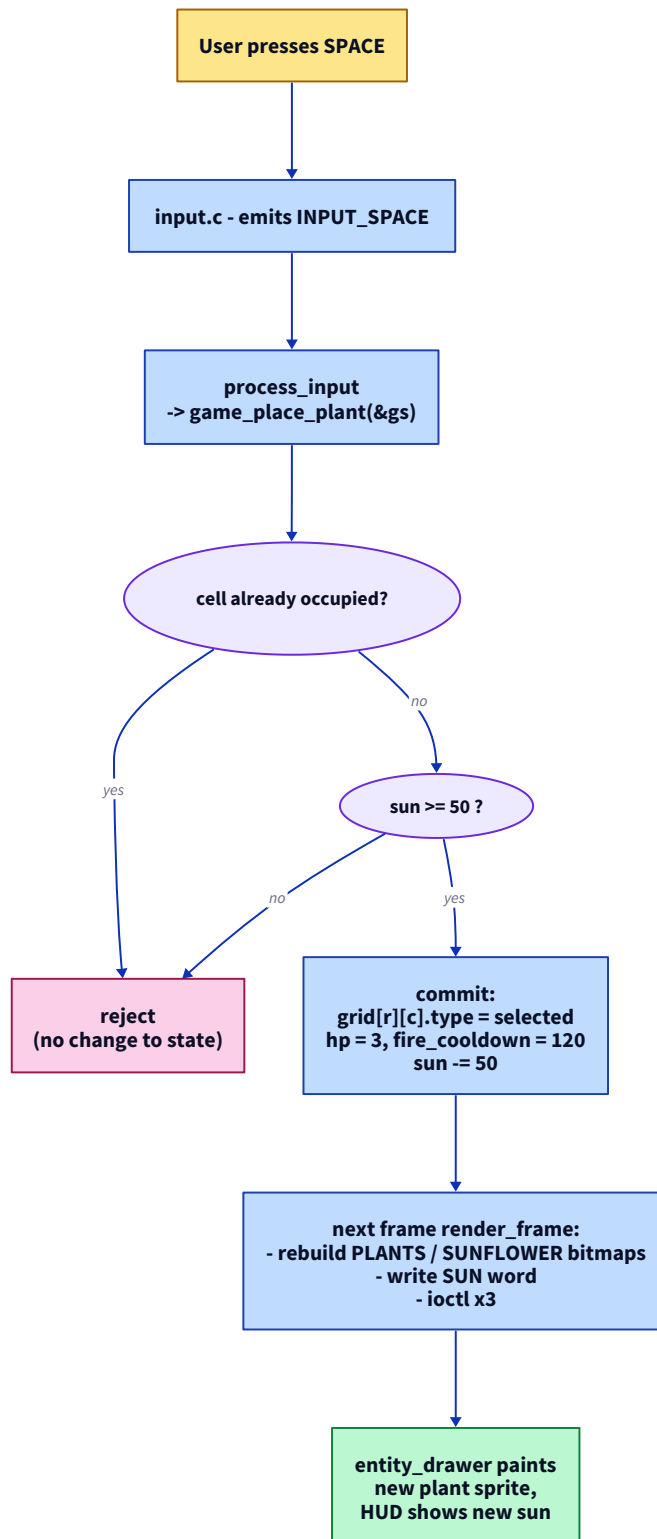 User presses SPACE
input.c - emits INPUT_SPACE
process_input
-> game_place_plant(&gs)
cell already occupied?
no
yes
sun >= 50 ?
no
yes
reject
(no change to state)
commit:
grid[r][c].type = selected
hp = 3, fire_cooldown = 120
sun -= 50
next frame render_frame:
- rebuild PLANTS / SUNFLOWER bitmaps
- write SUN word
- ioctl x3
entity_drawer paints
new plant sprite,
HUD shows new sun